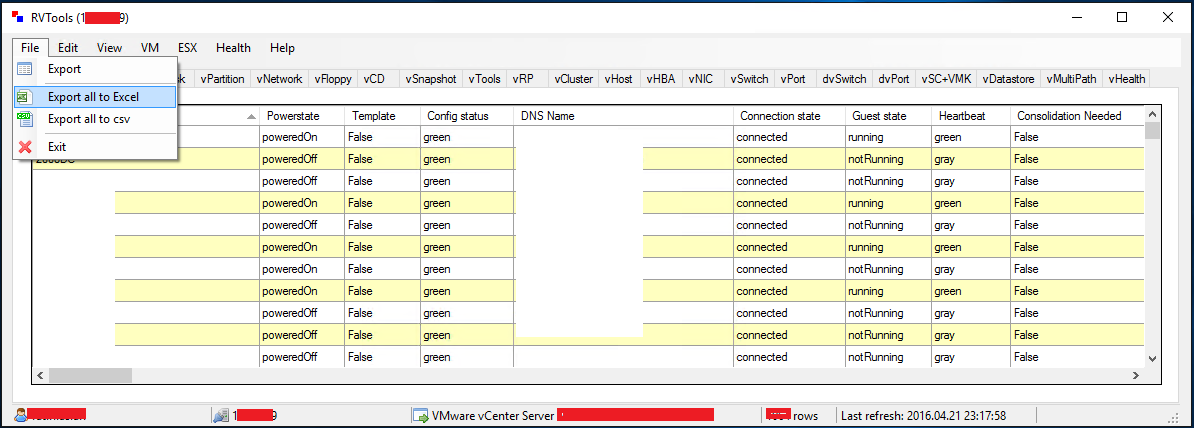 RVTools (1 9)
File Edit View VM ESX Health Help
Export
vPartition vNetwork vFloppy vCD vSnapshot vTools vRP vCluster vHost vHBA vNIC vSwitch vPort dvSwitch dvPort vSC+VMK vDatastore vMultiPath vHealth
Export all to Excel
Export all to csv
Exit
Powerstate Template Config status DNS Name Connection state Guest state Heartbeat Consolidation Needed
poweredOn False green connected running green False
poweredOff False green connected notRunning gray False
poweredOff False green connected notRunning gray False
poweredOn False green connected running green False
poweredOff False green connected notRunning gray False
poweredOn False green connected running green False
poweredOn False green connected notRunning gray False
poweredOn False green connected running green False
poweredOff False green connected notRunning gray False
poweredOff False green connected notRunning gray False
poweredOff False green connected notRunning gray False
1 9 VMware vCenter Server rows Last refresh: 2016.04.21 23:17:58